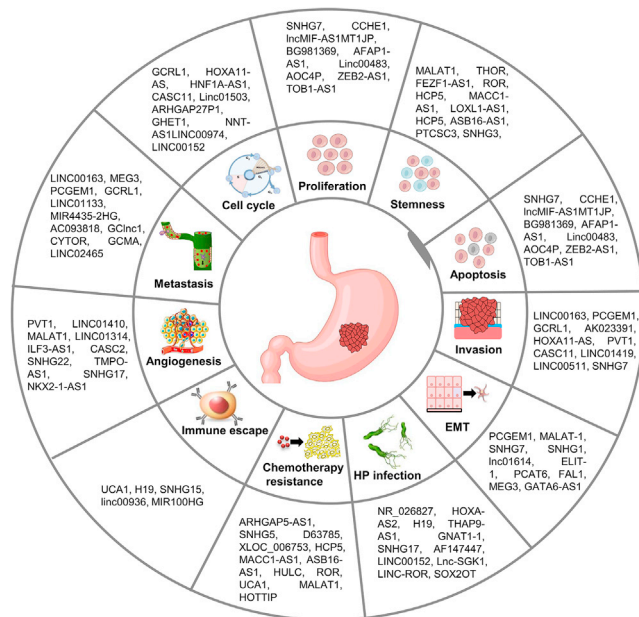 SNHG7, CCHE1,
lncMIF-AS1MT1JP,
BG981369, AFAP1-
AS1, Linc00483,
AOC4P, ZEB2-AS1,
TOB1-AS1
Proliferation
MALAT1, THOR,
FEZF1-AS1, ROR,
HCP5, MACC1-
AS1, LOXL1-AS1,
HCP5, ASB16-AS1,
PTCSC3, SNHG3,
Stemness
SNHG7, CCHE1,
lncMIF-AS1MT1JP,
BG981369, AFAP1-
AS1, Linc00483,
AOC4P, ZEB2-AS1,
TOB1-AS1
Apoptosis
LINC00163, PCGEM1,
GCRL1, AK023391,
HOXA11-AS, PVT1,
CASC11, LINC01419,
LINC00511, SNHG7
Invasion
PCGEM1, MALAT-1,
SNHG7, SNHG1,
lnc01614, ELIT-
1, PCAT6, FAL1,
MEG3, GATA6-AS1
EMT
NR_026827, HOXA-
AS2, H19, THAP9-
AS1, GNAT1-1,
SNHG17, AF147447,
LINC00152, Lnc-SGK1,
LINC-ROR, SOX2OT
HP infection
ARHGAP5-AS1,
SNHG5, D63785,
XLOC_006753, HCP5,
MACC1-AS1, ASB16-
AS1, HULC, ROR,
UCA1, MALAT1,
HOTTIP
Chemotherapy
resistance
UCA1, H19, SNHG15,
linc00936, MIR100HG
Immune escape
PVT1, LINC01410,
MALAT1, LINC01314,
ILF3-AS1, CASC2,
SNHG22, TMPO-
AS1, SNHG17,
NKX2-1-AS1
Angiogenesis
LINC00163, MEG3,
PCGEM1, GCRL1,
LINC01133,
MIR4435-2HG,
AC093818, GClnc1,
CYTOR, GCMA,
LINC02465
Metastasis
GCRL1, HOXA11-
AS, HNF1A-AS1,
CASC11, Linc01503,
ARHGAP27P1,
GHET1, NNT-
AS1LINC00974,
LINC00152
Cell cycle